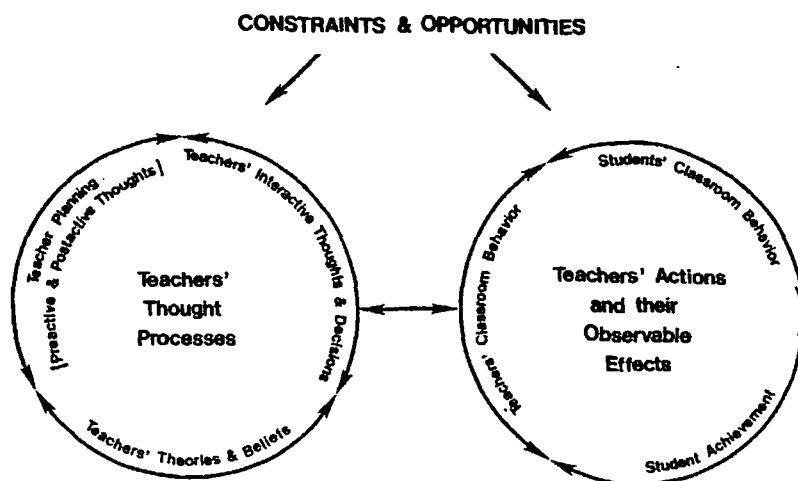 CONSTRAINTS & OPPORTUNITIES
Teacher Planning
[Preactive & Postactive Thoughts]
Teachers' Interactive Thoughts & Decisions
Teachers' Thought Processes
Teachers' Theories & Beliefs
Students' Classroom Behavior
Teachers' Classroom Behavior
Teachers' Actions
and their
Observable
Effects
Student Achievement